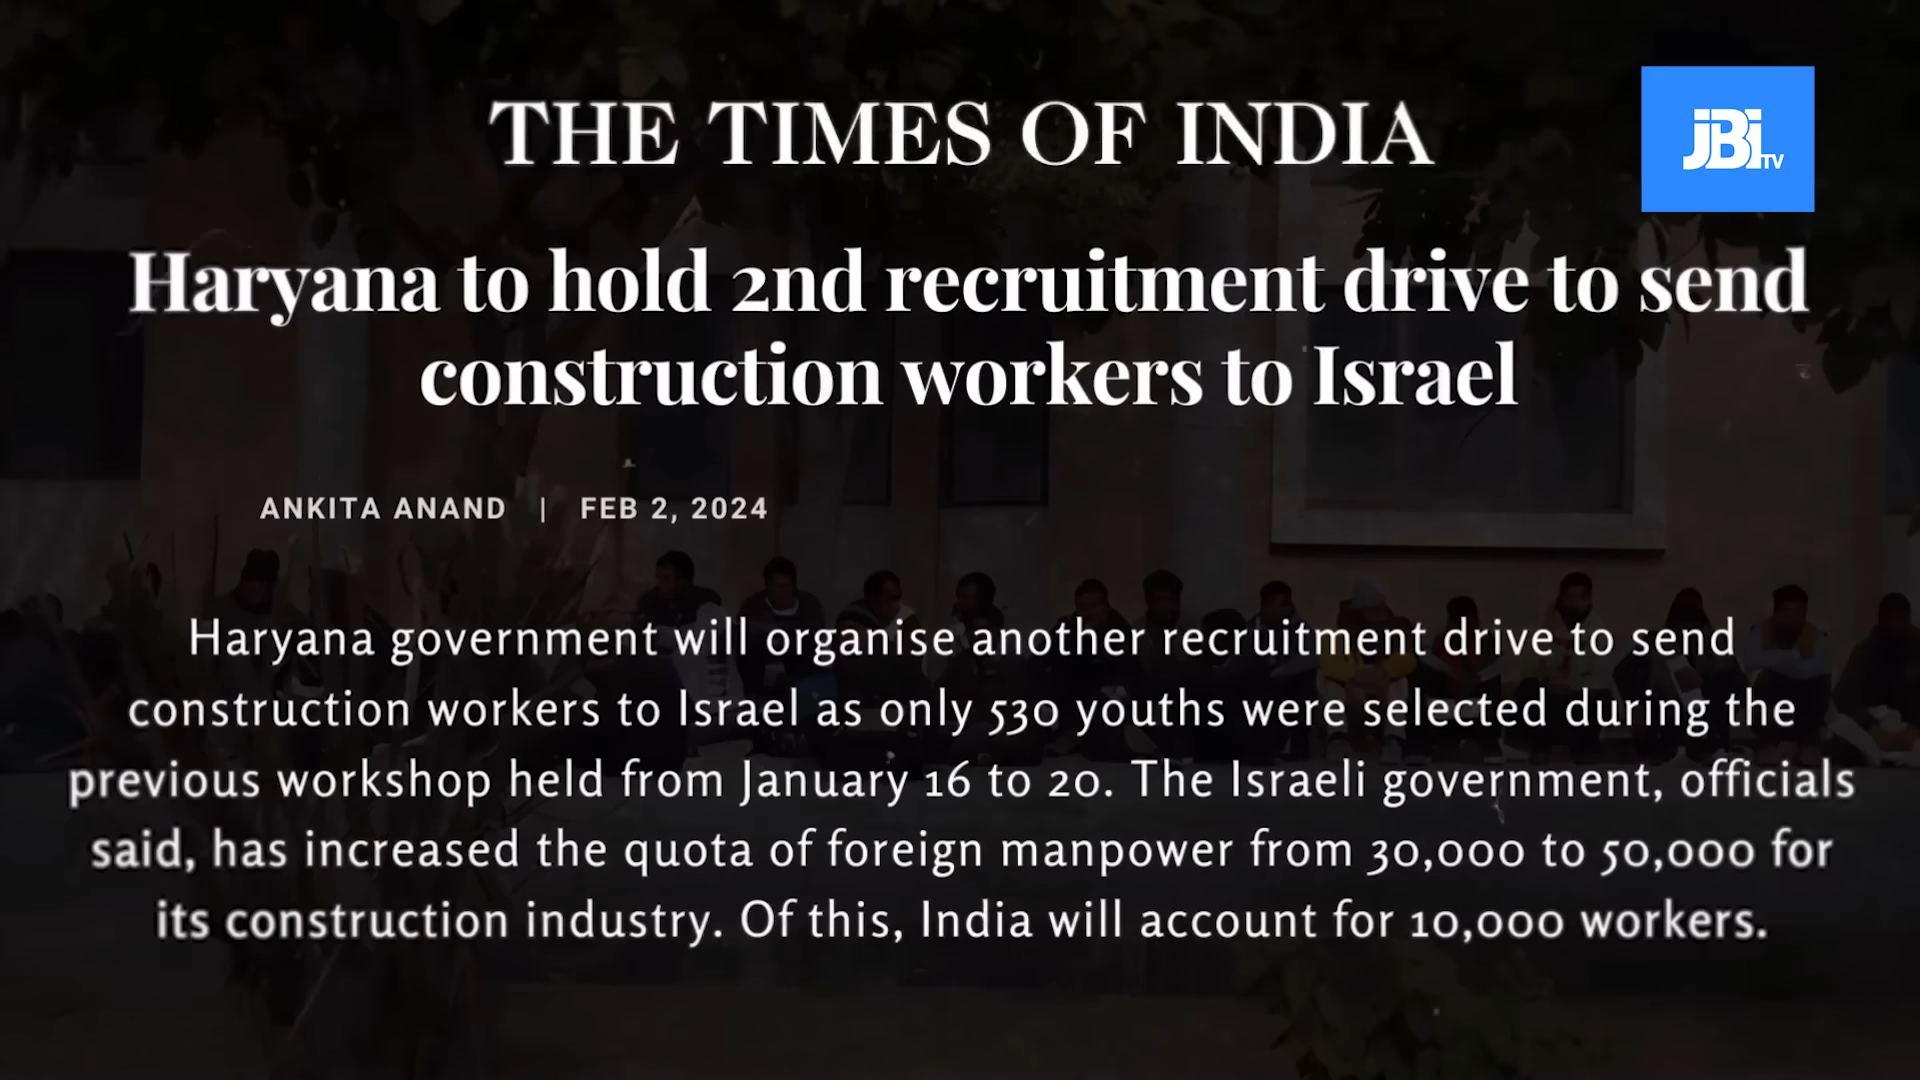 THE TIMES OF INDIA
JBi TV
Haryana to hold 2nd recruitment drive to send
construction workers to Israel
ANKITA ANAND | FEB 2, 2024
Haryana government will organise another recruitment drive to send
construction workers to Israel as only 530 youths were selected during the
previous workshop held from January 16 to 20. The Israeli government, officials
said, has increased the quota of foreign manpower from 30,000 to 50,000 for
its construction industry. Of this, India will account for 10,000 workers.